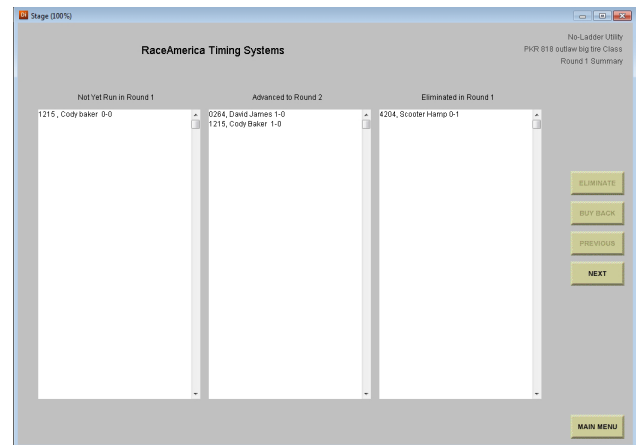 Stage (100%)
No-Ladder Utility
RaceAmerica Timing Systems
PKR 818 outlaw big tire Class
Round 1 Summary
Not Yet Run in Round 1
Advanced to Round 2
Eliminated in Round 1
1215 , Cody baker 0-0
0264, David James 1-0
1215, Cody Baker 1-0
4204, Scooter Hamp 0-1
ELIMINATE
BUY BACK
PREVIOUS
NEXT
MAIN MENU